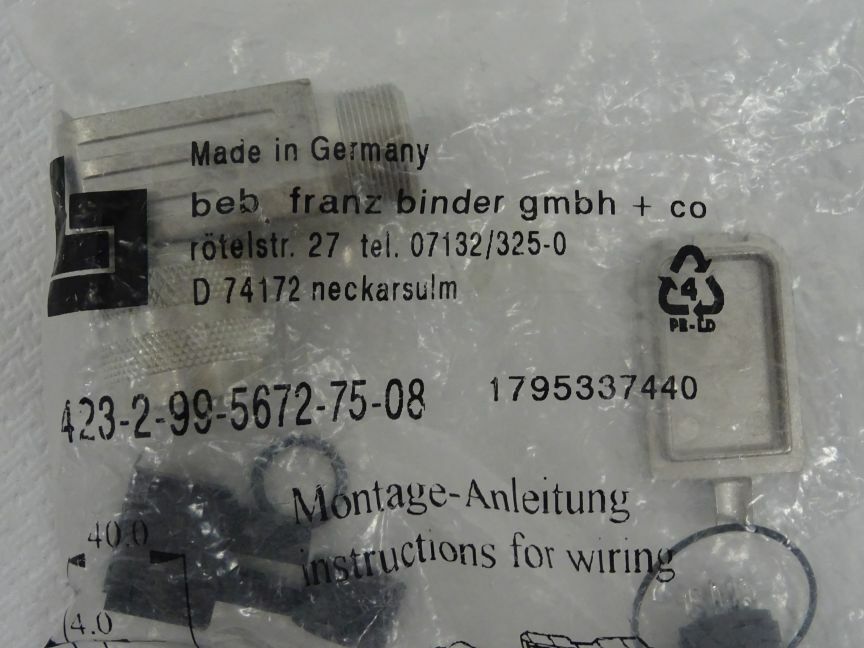 Made in Germany
beb franz binder gmbh + co
rötelstr. 27 tel. 07132/325-0
D 74172 neckarsulm
4
PE-LD
423-2-99-5672-75-08
1795337440
Montage-Anleitung
instructions for wiring
40.0
(4.0